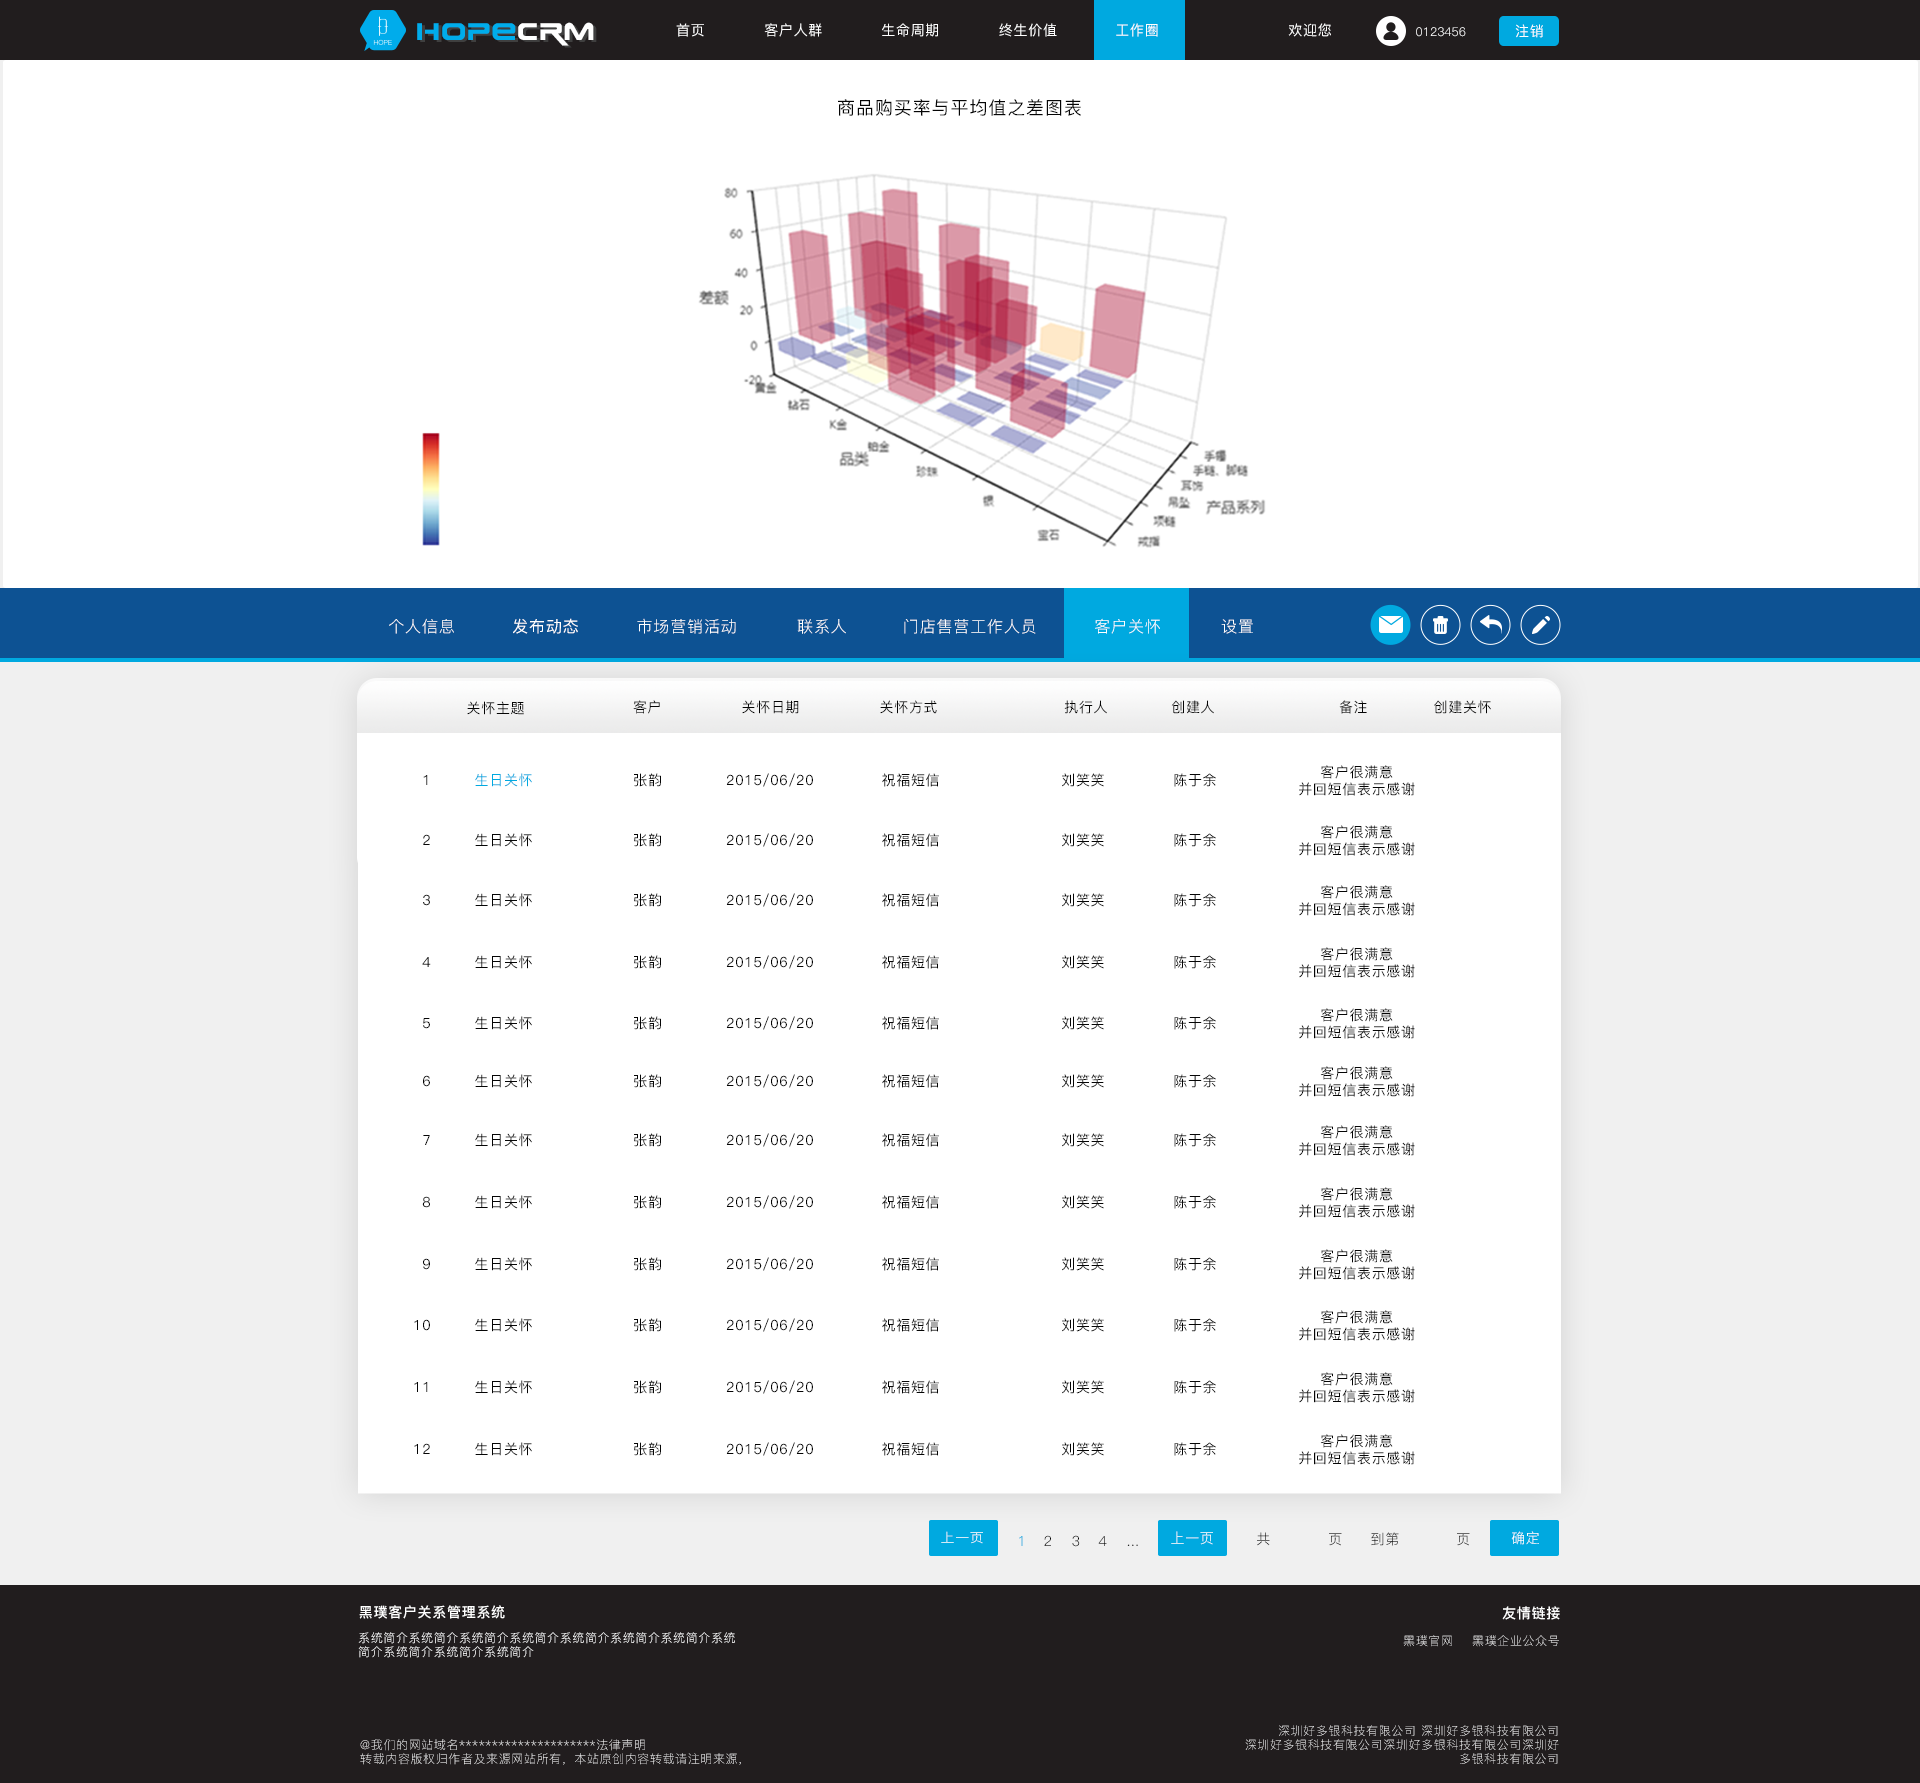 HOPE HOPECRM 首页 客户人群 生命周期 终生价值 工作圈 欢迎您 0123456 注销
商品购买率与平均值之差图表
80
60
40
差额
20
0
-20
黄金
钻石
K金
铂金
品类
珍珠
银
宝石
手镯
手链、脚链
耳饰
吊坠
产品系列
项链
戒指
个人信息 发布动态 市场营销活动 联系人 门店售营工作人员 客户关怀 设置
关怀主题 客户 关怀日期 关怀方式 执行人 创建人 备注 创建关怀
1 生日关怀 张韵 2015/06/20 祝福短信 刘笑笑 陈于余 客户很满意
并回短信表示感谢
2 生日关怀 张韵 2015/06/20 祝福短信 刘笑笑 陈于余 客户很满意
并回短信表示感谢
3 生日关怀 张韵 2015/06/20 祝福短信 刘笑笑 陈于余 客户很满意
并回短信表示感谢
4 生日关怀 张韵 2015/06/20 祝福短信 刘笑笑 陈于余 客户很满意
并回短信表示感谢
5 生日关怀 张韵 2015/06/20 祝福短信 刘笑笑 陈于余 客户很满意
并回短信表示感谢
6 生日关怀 张韵 2015/06/20 祝福短信 刘笑笑 陈于余 客户很满意
并回短信表示感谢
7 生日关怀 张韵 2015/06/20 祝福短信 刘笑笑 陈于余 客户很满意
并回短信表示感谢
8 生日关怀 张韵 2015/06/20 祝福短信 刘笑笑 陈于余 客户很满意
并回短信表示感谢
9 生日关怀 张韵 2015/06/20 祝福短信 刘笑笑 陈于余 客户很满意
并回短信表示感谢
10 生日关怀 张韵 2015/06/20 祝福短信 刘笑笑 陈于余 客户很满意
并回短信表示感谢
11 生日关怀 张韵 2015/06/20 祝福短信 刘笑笑 陈于余 客户很满意
并回短信表示感谢
12 生日关怀 张韵 2015/06/20 祝福短信 刘笑笑 陈于余 客户很满意
并回短信表示感谢
上一页 1 2 3 4 ... 上一页 共 页 到第 页 确定
黑璞客户关系管理系统
系统简介系统简介系统简介系统简介系统简介系统简介系统简介系统
简介系统简介系统简介系统简介
友情链接
黑璞官网 黑璞企业公众号
@我们的网站域名*********************法律声明
转载内容版权归作者及来源网站所有，本站原创内容转载请注明来源，
深圳好多银科技有限公司 深圳好多银科技有限公司
深圳好多银科技有限公司深圳好多银科技有限公司深圳好
多银科技有限公司